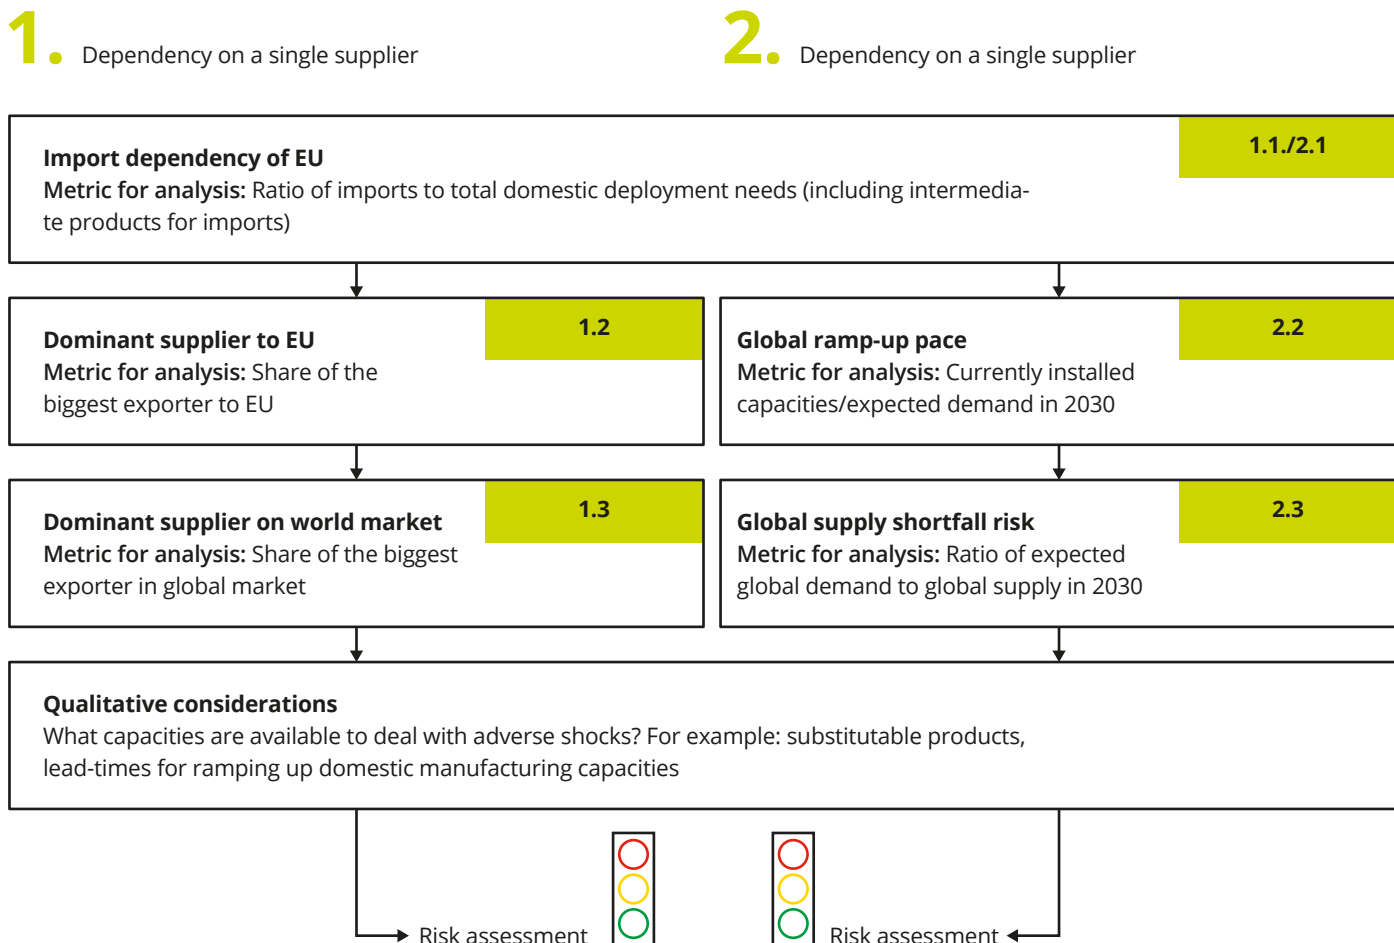 1. Dependency on a single supplier
2. Dependency on a single supplier
Import dependency of EU
1.1./2.1
Metric for analysis: Ratio of imports to total domestic deployment needs (including intermedia-
te products for imports)
Dominant supplier to EU
1.2
Metric for analysis: Share of the
biggest exporter to EU
Global ramp-up pace
2.2
Metric for analysis: Currently installed
capacities/expected demand in 2030
Dominant supplier on world market
1.3
Metric for analysis: Share of the biggest
exporter in global market
Global supply shortfall risk
2.3
Metric for analysis: Ratio of expected
global demand to global supply in 2030
Qualitative considerations
What capacities are available to deal with adverse shocks? For example: substitutable products,
lead-times for ramping up domestic manufacturing capacities
Risk assessment
Risk assessment